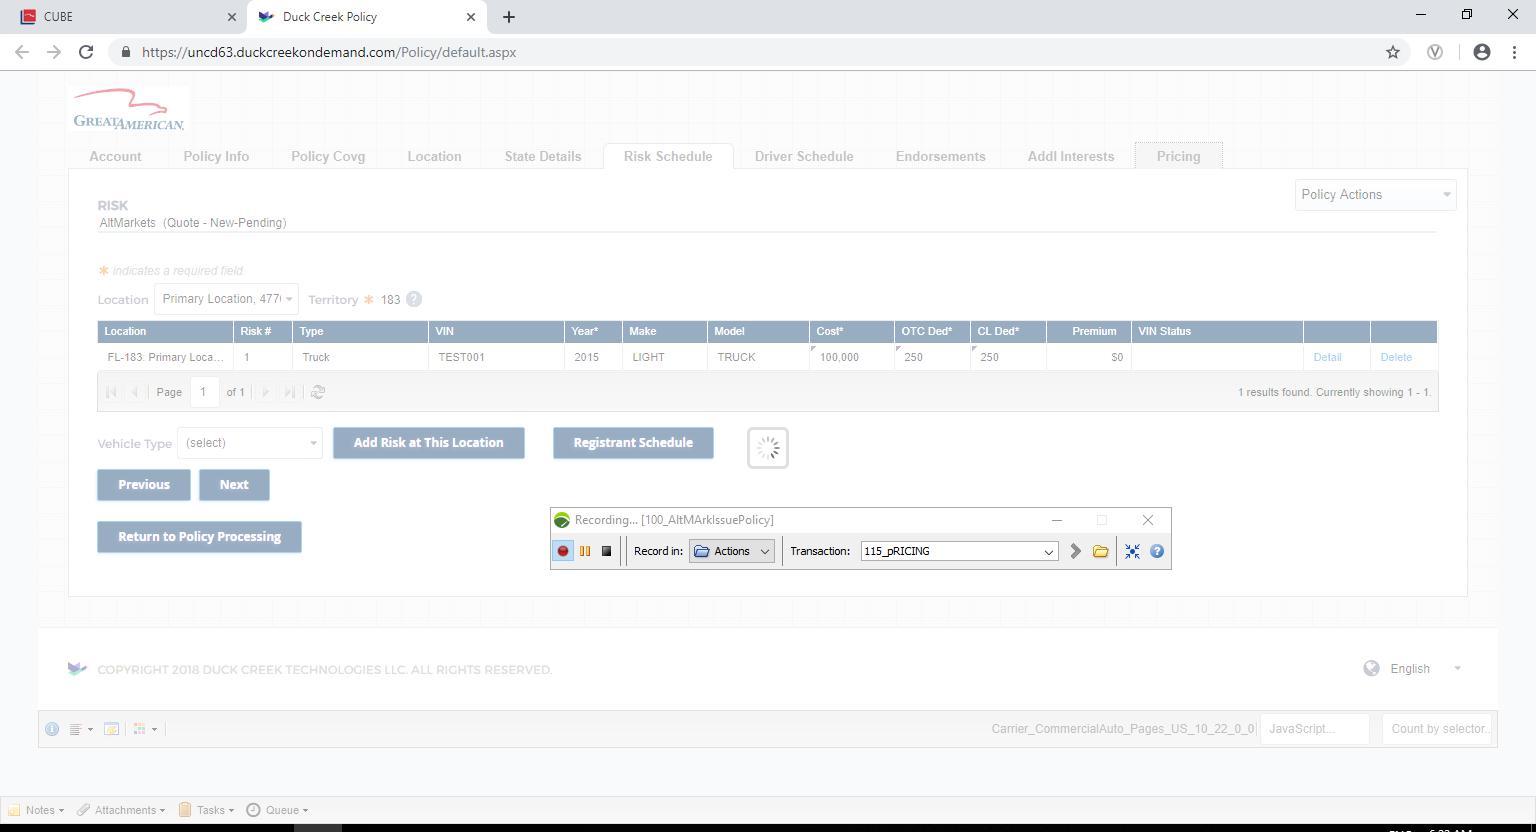 CUBE
Duck Creek Policy
https://uncd63.duckcreekondemand.com/Policy/default.aspx
GREATAMERICAN.
Account Policy Info Policy Covg Location State Details Risk Schedule Driver Schedule Endorsements Addl Interests Pricing
Policy Actions
RISK
AltMarkets (Quote - New-Pending)
* indicates a required field
Location Primary Location, 477( Territory * 183 ?
Location Risk # Type VIN Year* Make Model Cost* OTC Ded* CL Ded* Premium VIN Status
FL-183: Primary Loca... 1 Truck TEST001 2015 LIGHT TRUCK 100,000 250 250 $0 Detail Delete
Page 1 of 1 1 results found. Currently showing 1 - 1.
Vehicle Type (select) Add Risk at This Location Registrant Schedule
Previous Next
Return to Policy Processing
Recording... [100_AltMArkIssuePolicy]
Record in: Actions Transaction: 115_pRICING
COPYRIGHT 2018 DUCK CREEK TECHNOLOGIES LLC. ALL RIGHTS RESERVED.
English
Carrier_CommercialAuto_Pages_US_10_22_0_0 JavaScript... Count by selector..
Notes Attachments Tasks Queue